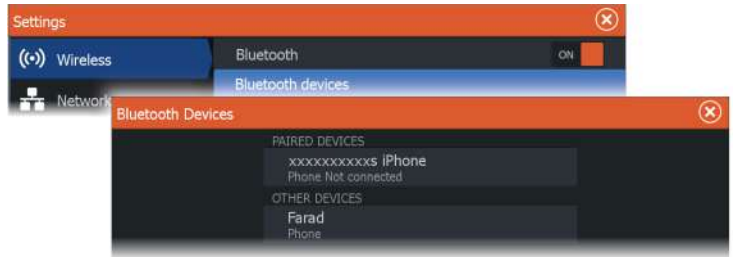 Settings
Wireless
Bluetooth
ON
Network
Bluetooth devices
Bluetooth Devices
PAIRED DEVICES
xxxxxxxxxxs iPhone
Phone Not connected
OTHER DEVICES
Farad
Phone